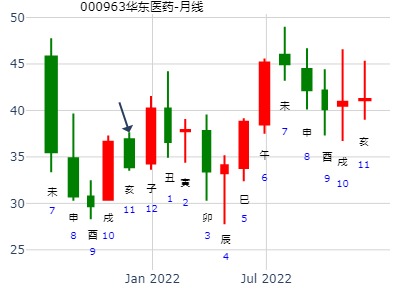 000963华东医药-月线
50
45
40
35
30
25
未
7
申
8
酉
9
戌
10
亥
11
子
12
丑
1
寅
2
卯
3
辰
4
巳
5
午
6
未
7
申
8
酉
9
戌
10
亥
11
Jan 2022
Jul 2022